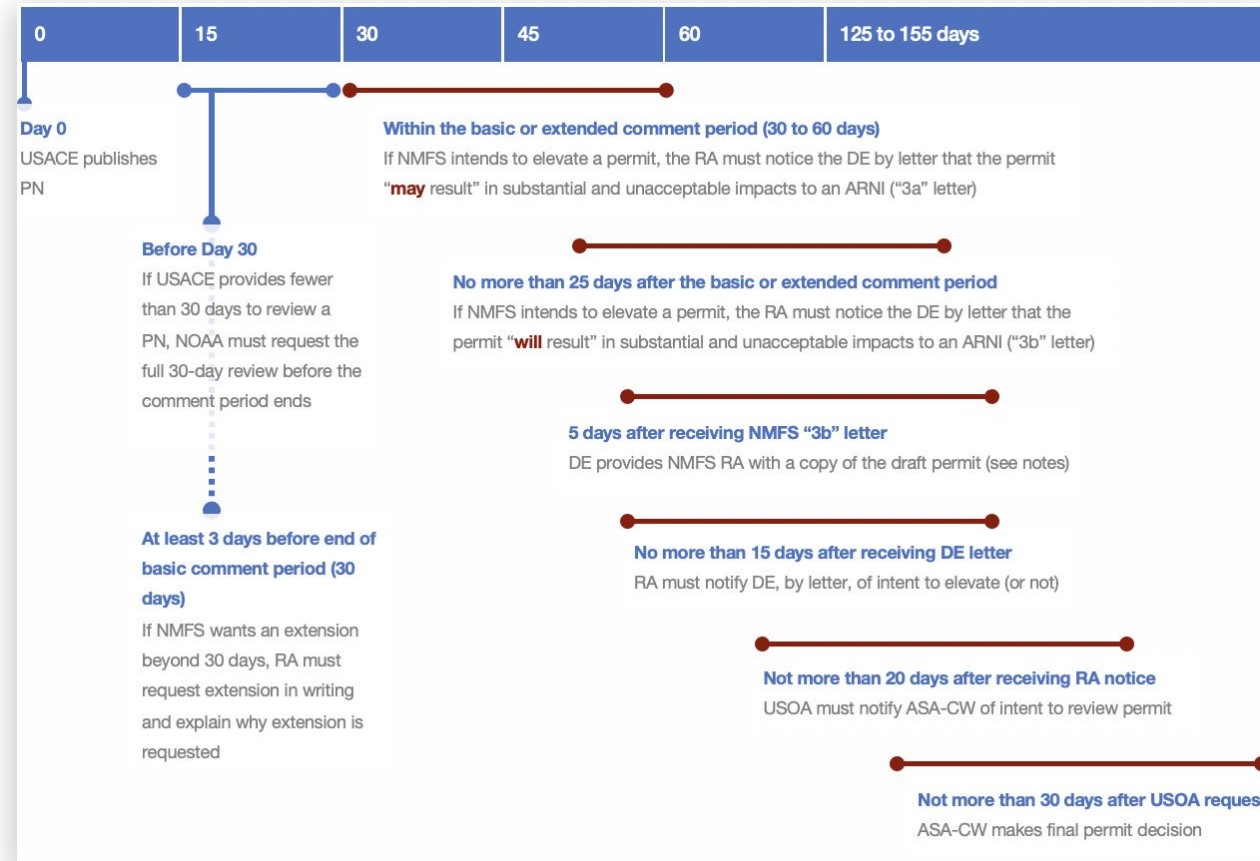 0
15
30
45
60
125 to 155 days
Day 0
USACE publishes
PN
Within the basic or extended comment period (30 to 60 days)
If NMFS intends to elevate a permit, the RA must notice the DE by letter that the permit
“may result” in substantial and unacceptable impacts to an ARNI (“3a” letter)
Before Day 30
If USACE provides fewer
than 30 days to review a
PN, NOAA must request the
full 30-day review before the
comment period ends
No more than 25 days after the basic or extended comment period
If NMFS intends to elevate a permit, the RA must notice the DE by letter that the
permit “will result” in substantial and unacceptable impacts to an ARNI (“3b” letter)
5 days after receiving NMFS “3b” letter
DE provides NMFS RA with a copy of the draft permit (see notes)
At least 3 days before end of
basic comment period (30
days)
If NMFS wants an extension
beyond 30 days, RA must
request extension in writing
and explain why extension is
requested
No more than 15 days after receiving DE letter
RA must notify DE, by letter, of intent to elevate (or not)
Not more than 20 days after receiving RA notice
USOA must notify ASA-CW of intent to review permit
Not more than 30 days after USOA reques
ASA-CW makes final permit decision